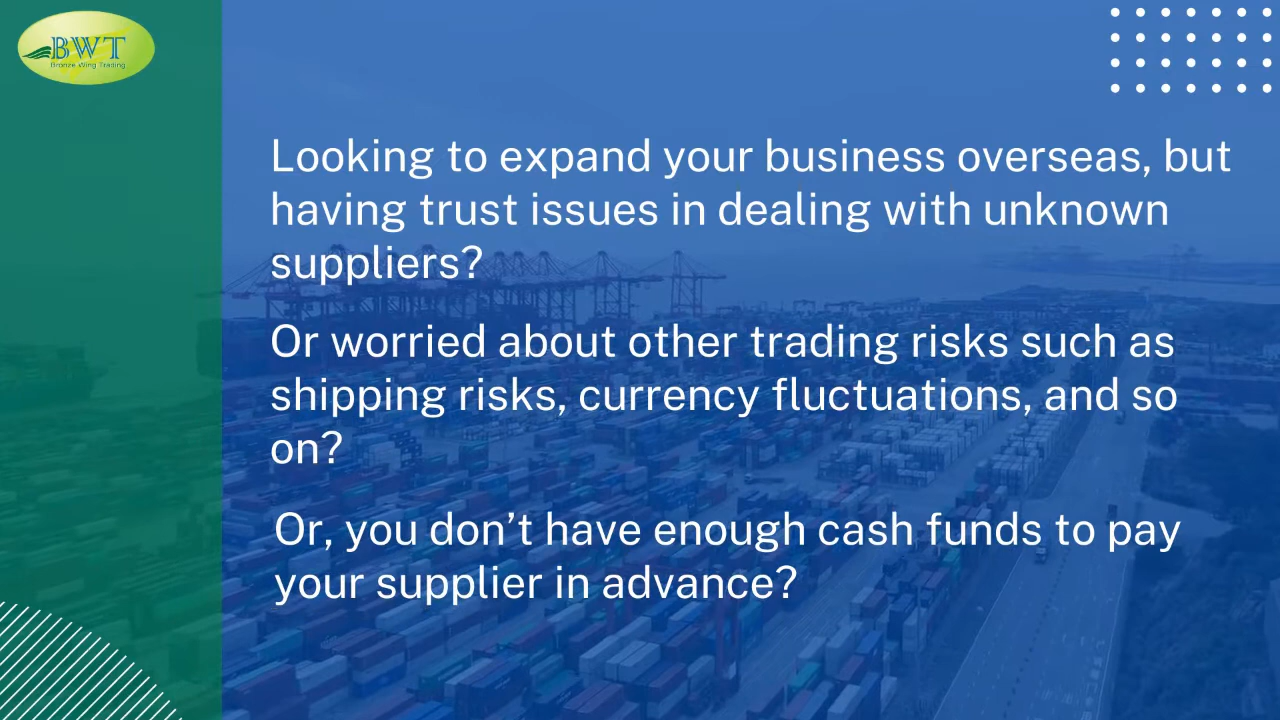 BWT
Bronze Wing Trading
Looking to expand your business overseas, but
having trust issues in dealing with unknown
suppliers?
Or worried about other trading risks such as
shipping risks, currency fluctuations, and so
on?
Or, you don’t have enough cash funds to pay
your supplier in advance?